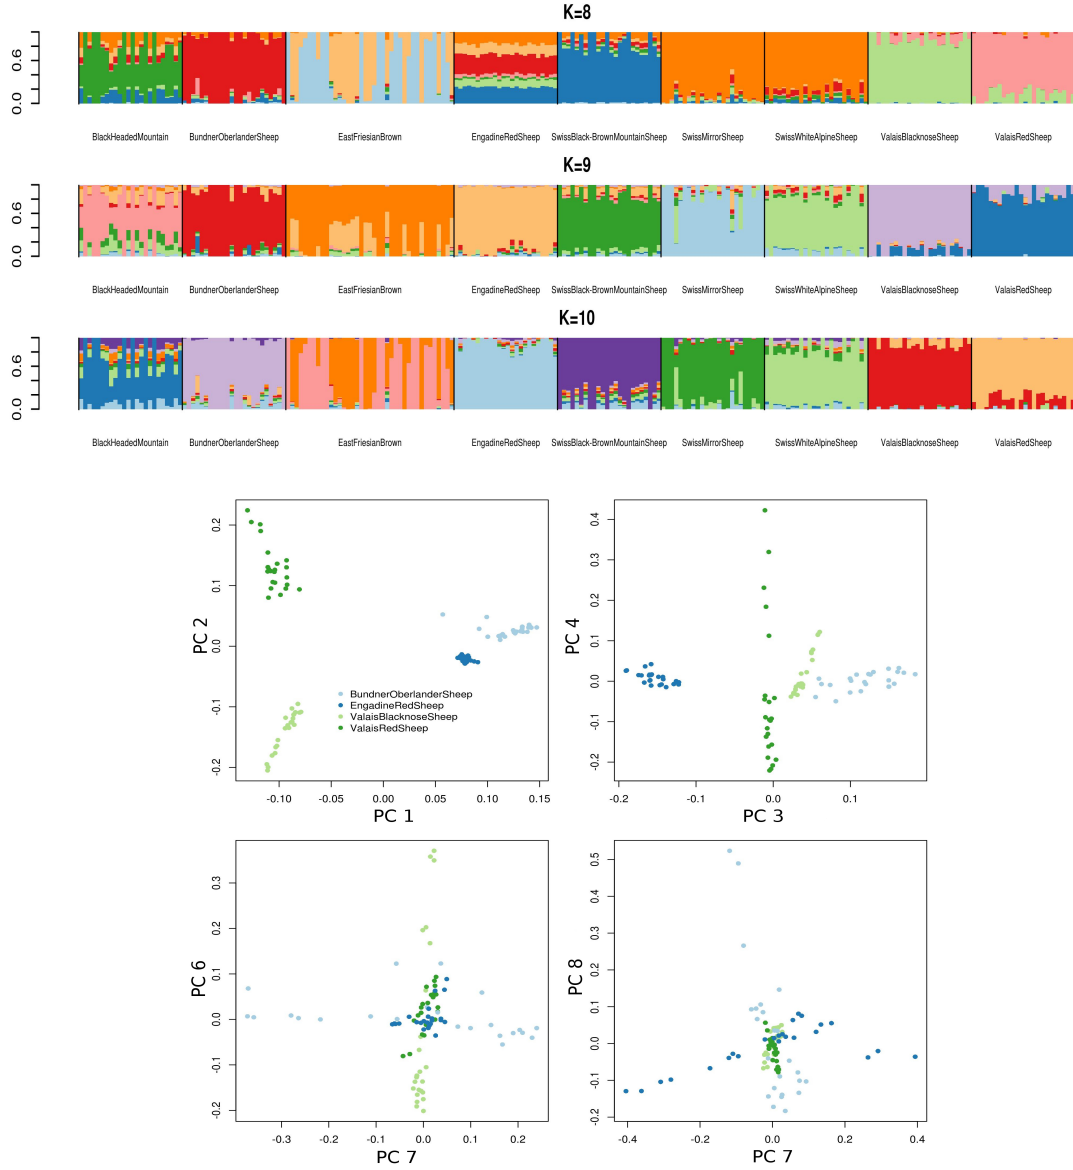 K=8
0.0 0.6
BlackHeadedMountain BundnerOberlanderSheep EastFriesianBrown EngadineRedSheep SwissBlack-BrownMountainSheep SwissMirrorSheep SwissWhiteAlpineSheep ValaisBlacknoseSheep ValaisRedSheep
K=9
0.0 0.6
BlackHeadedMountain BundnerOberlanderSheep EastFriesianBrown EngadineRedSheep SwissBlack-BrownMountainSheep SwissMirrorSheep SwissWhiteAlpineSheep ValaisBlacknoseSheep ValaisRedSheep
K=10
0.0 0.6
BlackHeadedMountain BundnerOberlanderSheep EastFriesianBrown EngadineRedSheep SwissBlack-BrownMountainSheep SwissMirrorSheep SwissWhiteAlpineSheep ValaisBlacknoseSheep ValaisRedSheep
PC 2
-0.2 -0.1 0.0 0.1 0.2
BundnerOberlanderSheep
EngadineRedSheep
ValaisBlacknoseSheep
ValaisRedSheep
-0.10 -0.05 0.00 0.05 0.10 0.15
PC 1
PC 4
-0.2 -0.1 0.0 0.1 0.2 0.3 0.4
-0.2 -0.1 0.0 0.1
PC 3
PC 6
-0.2 -0.1 0.0 0.1 0.2 0.3
-0.3 -0.2 -0.1 0.0 0.1 0.2
PC 7
PC 8
-0.2 -0.1 0.0 0.1 0.2 0.3 0.4 0.5
-0.4 -0.2 0.0 0.2 0.4
PC 7